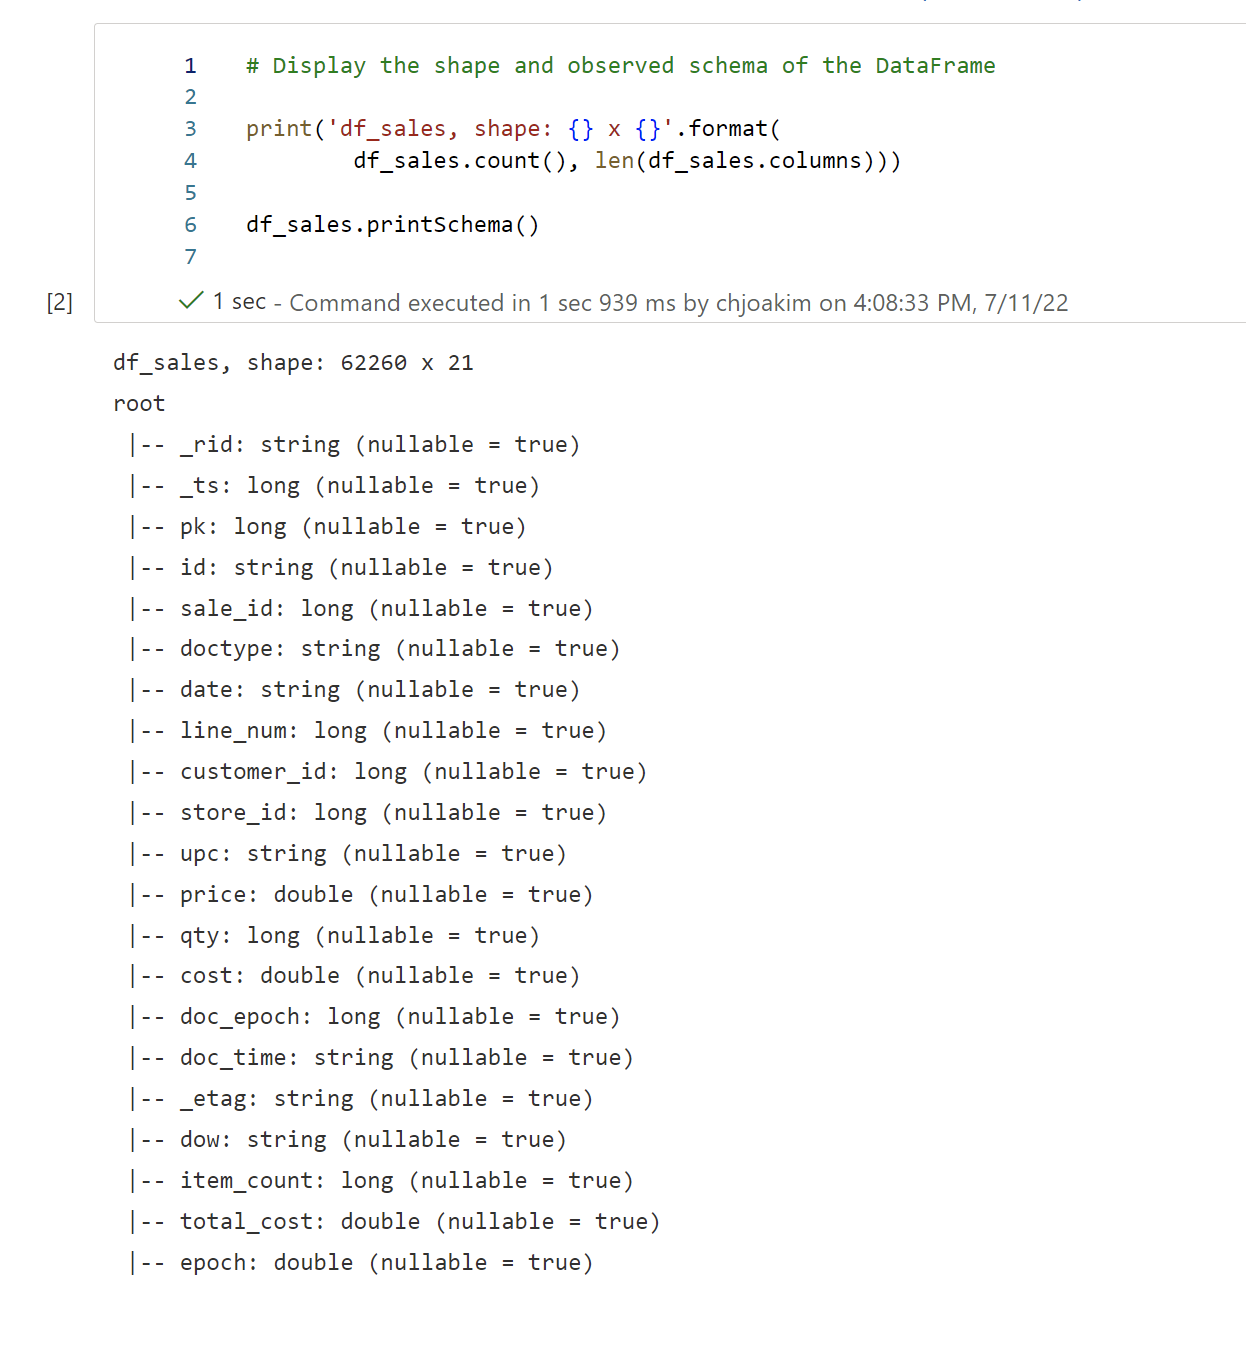 1 # Display the shape and observed schema of the DataFrame
2
3 print('df_sales, shape: {} x {}'.format(
4         df_sales.count(), len(df_sales.columns)))
5
6 df_sales.printSchema()
7
[2] 1 sec - Command executed in 1 sec 939 ms by chjoakim on 4:08:33 PM, 7/11/22
df_sales, shape: 62260 x 21
root
 |-- _rid: string (nullable = true)
 |-- _ts: long (nullable = true)
 |-- pk: long (nullable = true)
 |-- id: string (nullable = true)
 |-- sale_id: long (nullable = true)
 |-- doctype: string (nullable = true)
 |-- date: string (nullable = true)
 |-- line_num: long (nullable = true)
 |-- customer_id: long (nullable = true)
 |-- store_id: long (nullable = true)
 |-- upc: string (nullable = true)
 |-- price: double (nullable = true)
 |-- qty: long (nullable = true)
 |-- cost: double (nullable = true)
 |-- doc_epoch: long (nullable = true)
 |-- doc_time: string (nullable = true)
 |-- _etag: string (nullable = true)
 |-- dow: string (nullable = true)
 |-- item_count: long (nullable = true)
 |-- total_cost: double (nullable = true)
 |-- epoch: double (nullable = true)